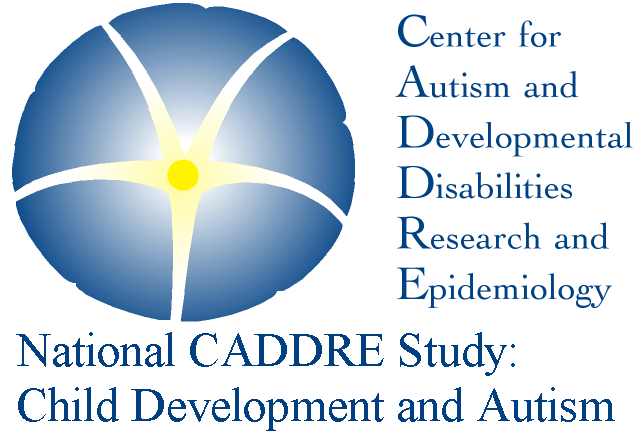 Center for
Autism and
Developmental
Disabilities
Research and
Epidemiology
National CADDRE Study:
Child Development and Autism